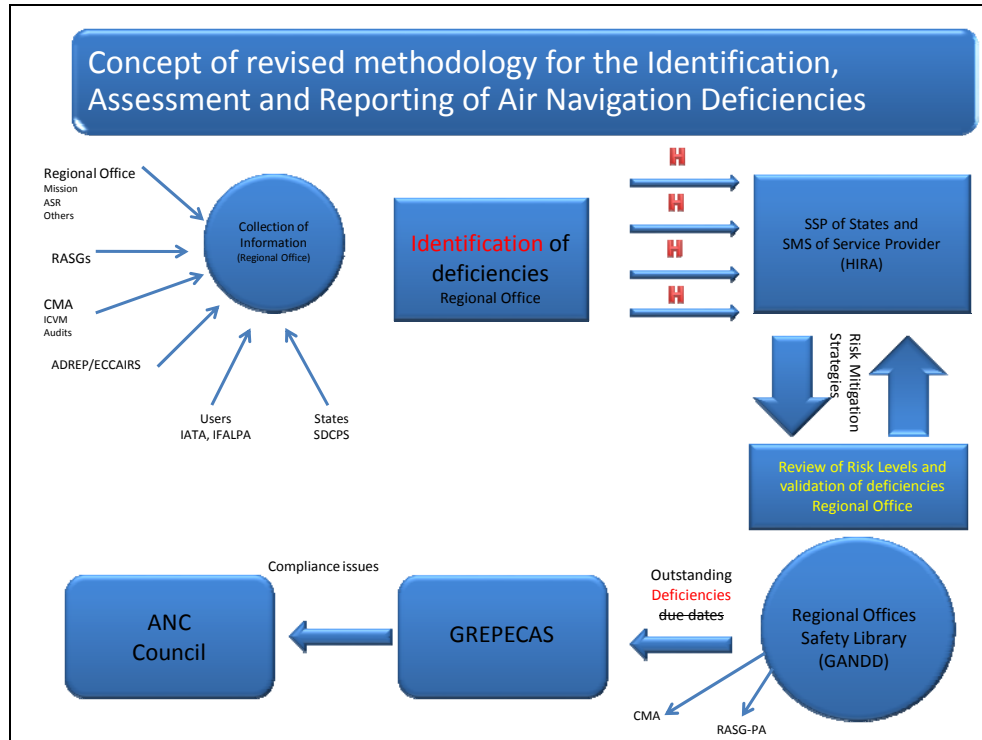 Concept of revised methodology for the Identification,
Assessment and Reporting of Air Navigation Deficiencies
Regional Office
Mission
ASR
Others
RASGs
CMA
ICVM
Audits
ADREP/ECCAIRS
Users
IATA, IFALPA
States
SDCPS
Collection of
Information
(Regional Office)
Identification of
deficiencies
Regional Office
H
H
H
H
SSP of States and
SMS of Service Provider
(HIRA)
Risk Mitigation
Strategies
Review of Risk Levels and
validation of deficiencies
Regional Office
Regional Offices
Safety Library
(GANDD)
CMA
RASG-PA
Outstanding
Deficiencies
due dates
GREPECAS
Compliance issues
ANC
Council